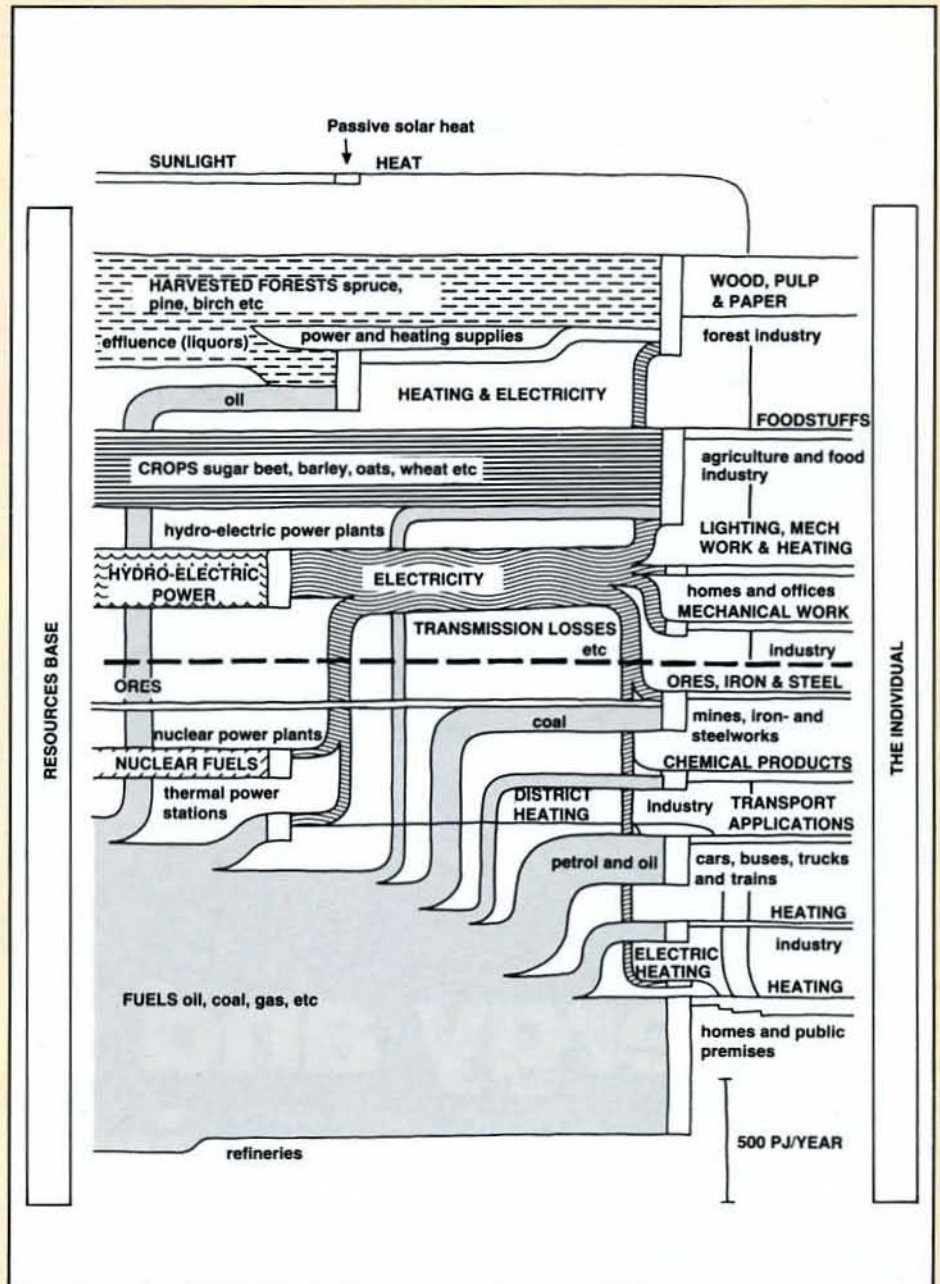 Passive solar heat
SUNLIGHT
HEAT
RESOURCES BASE
THE INDIVIDUAL
HARVESTED FORESTS spruce,
pine, birch etc
WOOD, PULP
& PAPER
effluence (liquors)
power and heating supplies
forest industry
oil
HEATING & ELECTRICITY
FOODSTUFFS
CROPS sugar beet, barley, oats, wheat etc
agriculture and food
industry
hydro-electric power plants
LIGHTING, MECH
WORK & HEATING
HYDRO-ELECTRIC
POWER
ELECTRICITY
homes and offices
MECHANICAL WORK
TRANSMISSION LOSSES
etc
industry
ORES
ORES, IRON & STEEL
coal
mines, iron- and
steelworks
nuclear power plants
NUCLEAR FUELS
CHEMICAL PRODUCTS
thermal power
stations
DISTRICT
HEATING
industry
TRANSPORT
APPLICATIONS
petrol and oil
cars, buses, trucks
and trains
HEATING
industry
ELECTRIC
HEATING
HEATING
FUELS oil, coal, gas, etc
homes and public
premises
500 PJ/YEAR
refineries